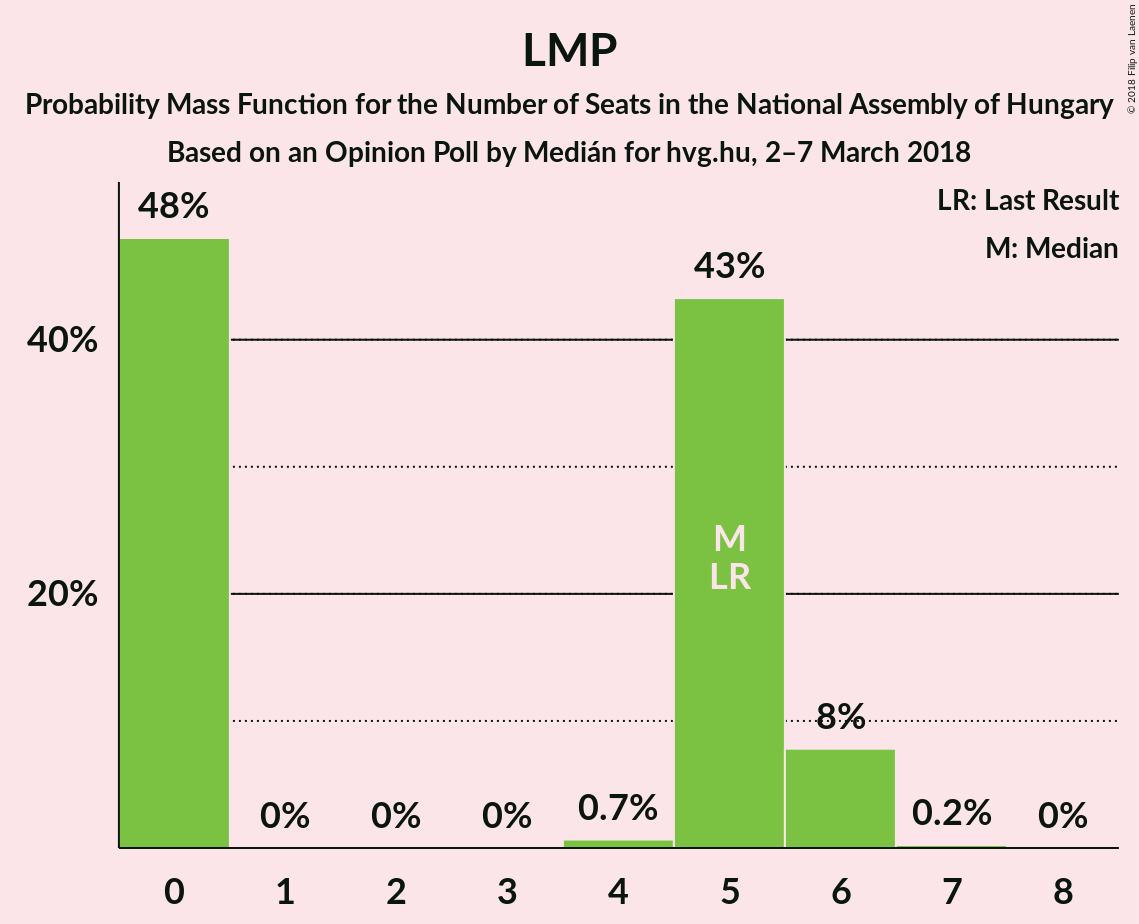 LMP
Probability Mass Function for the Number of Seats in the National Assembly of Hungary
Based on an Opinion Poll by Medián for hvg.hu, 2–7 March 2018
© 2018 Filip van Laenen
LR: Last Result
M: Median
48%
43%
40%
M
LR
20%
8%
0%
0%
0%
0.7%
0.2%
0%
0
1
2
3
4
5
6
7
8